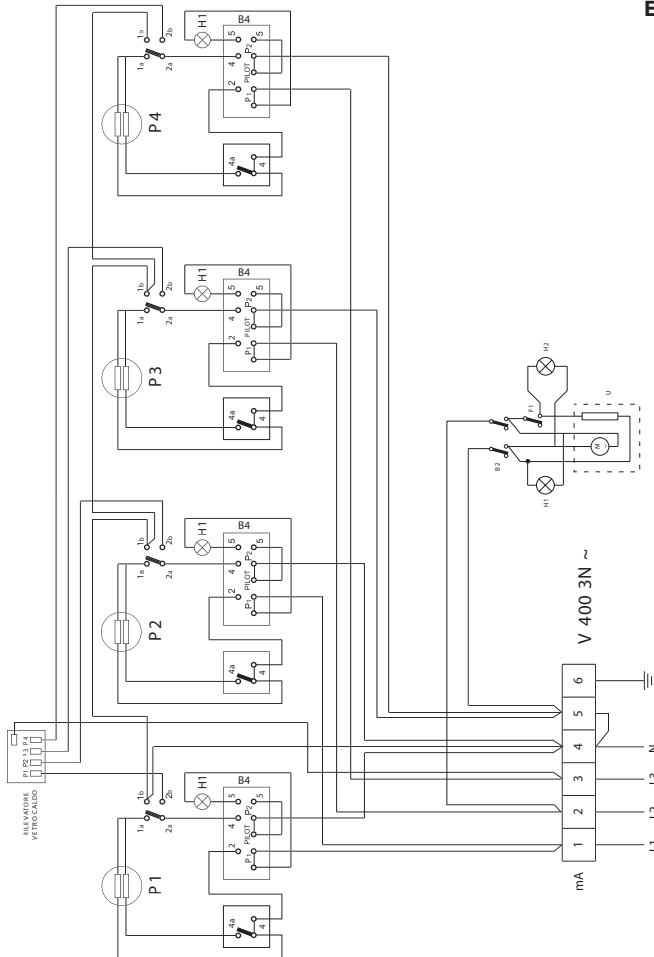 E
RILEVATORE
VETRO CALDO
P1 P2 P3 P4
P4
1a
2a
1b
2b
H1
B4
2
4
5
P1
PILOT
P2
5
4a
4
P3
1a
2a
1b
2b
H1
B4
2
4
5
P1
PILOT
P2
5
4a
4
P2
1a
2a
1b
2b
H1
B4
2
4
5
P1
PILOT
P2
5
4a
4
P1
1a
2a
1b
2b
H1
B4
2
4
5
P1
PILOT
P2
5
4a
4
B2
F1
H1
H2
M
~
U
V 400 3N ~
mA
1
2
3
4
5
6
L1
L2
L3
N